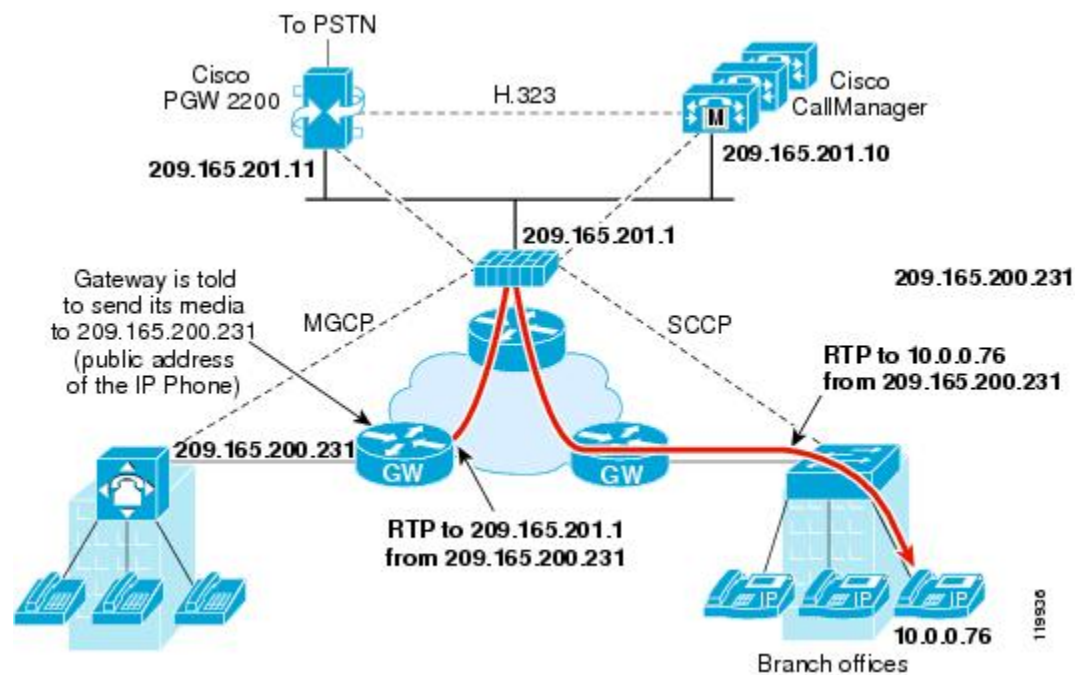 To PSTN
Cisco
PGW 2200
H.323
Cisco
CallManager
M
209.165.201.11
209.165.201.10
209.165.201.1
209.165.200.231
Gateway is told
to send its media
to 209.165.200.231
(public address
of the IP Phone)
MGCP
SCCP
RTP to 10.0.0.76
from 209.165.200.231
209.165.200.231
GW
GW
RTP to 209.165.201.1
from 209.165.200.231
IP
IP
IP
10.0.0.76
Branch offices
119936